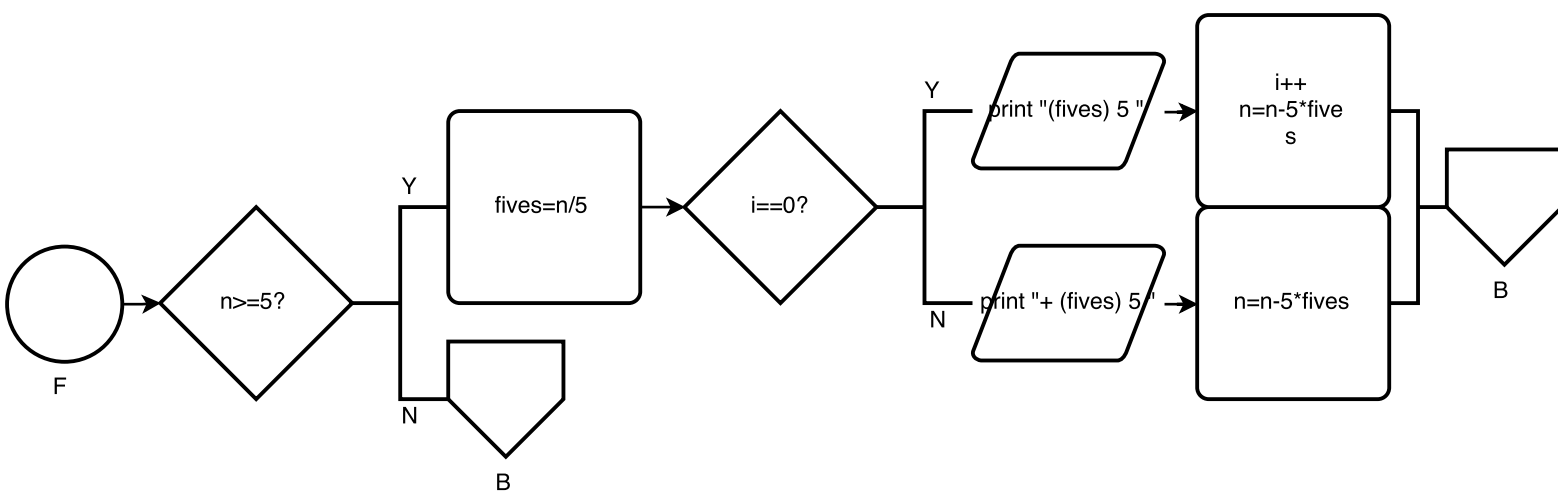 F
n>=5?
Y
N
fives=n/5
B
i==0?
Y
N
print "(fives) 5 "
print "+ (fives) 5 "
i++
n=n-5*five
s
n=n-5*fives
B